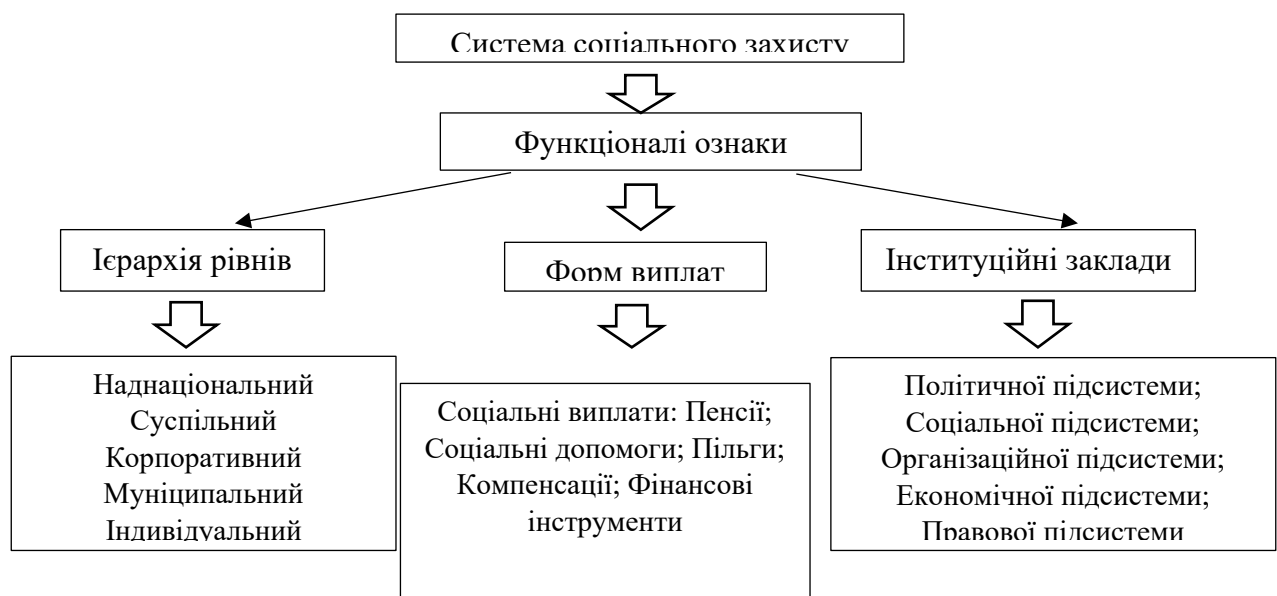 Система соціального захисту
Функціоналі ознаки
Ієрархія рівнів
Форм виплат
Інституційні заклади
Наднаціональний
Суспільний
Корпоративний
Муніципальний
Індивідуальний
Соціальні виплати: Пенсії;
Соціальні допомоги; Пільги;
Компенсації; Фінансові
інструменти
Політичної підсистеми;
Соціальної підсистеми;
Організаційної підсистеми;
Економічної підсистеми;
Правової підсистеми